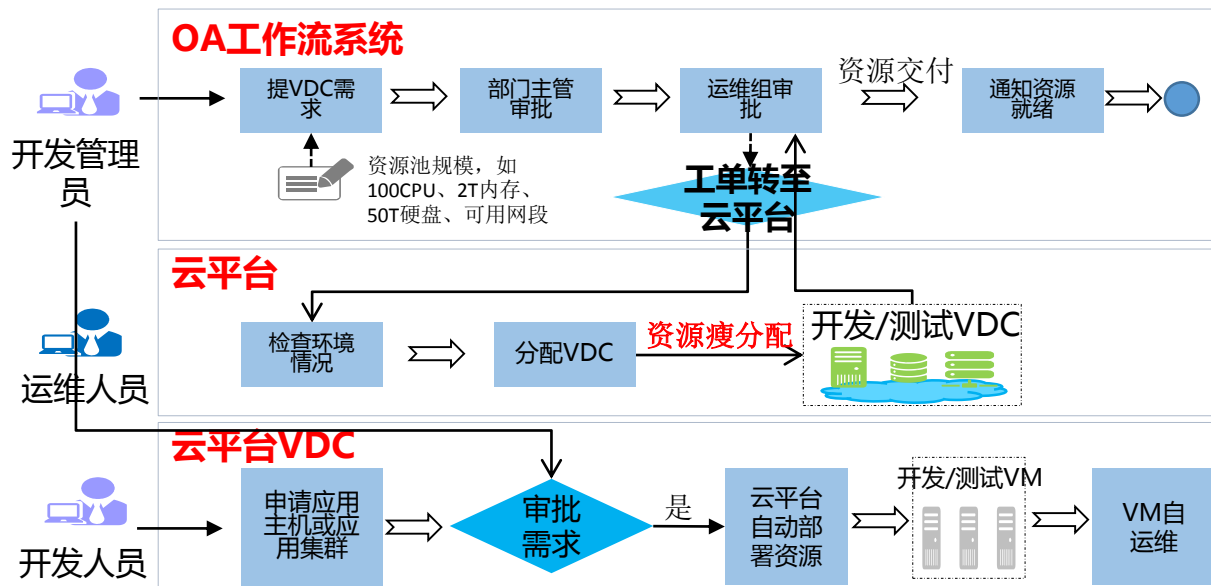 OA工作流系统
开发管理
员
提VDC需
求
部门主管
审批
运维组审
批
资源交付
通知资源
就绪
资源池规模，如
100CPU、2T内存、
50T硬盘、可用网段
工单转至
云平台
云平台
运维人员
检查环境
情况
分配VDC
资源瘦分配
开发/测试VDC
云平台VDC
开发人员
申请应用
主机或应
用集群
审批
需求
是
云平台
自动部
署资源
开发/测试VM
VM自
运维